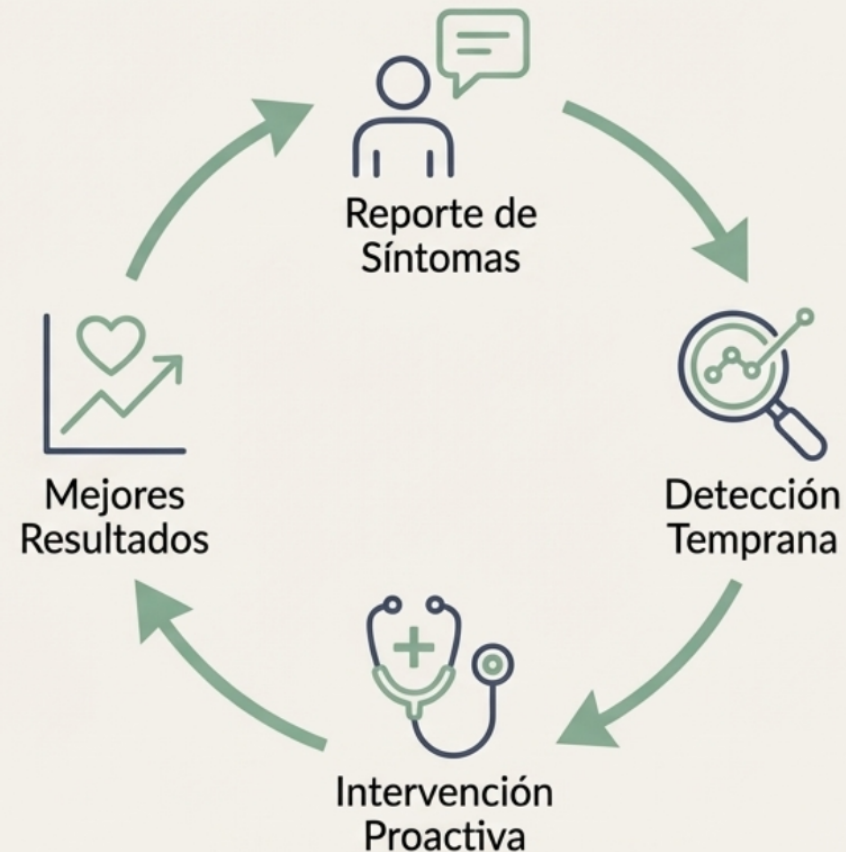 Reporte de
Síntomas
Detección
Temprana
Intervención
Proactiva
Mejores
Resultados